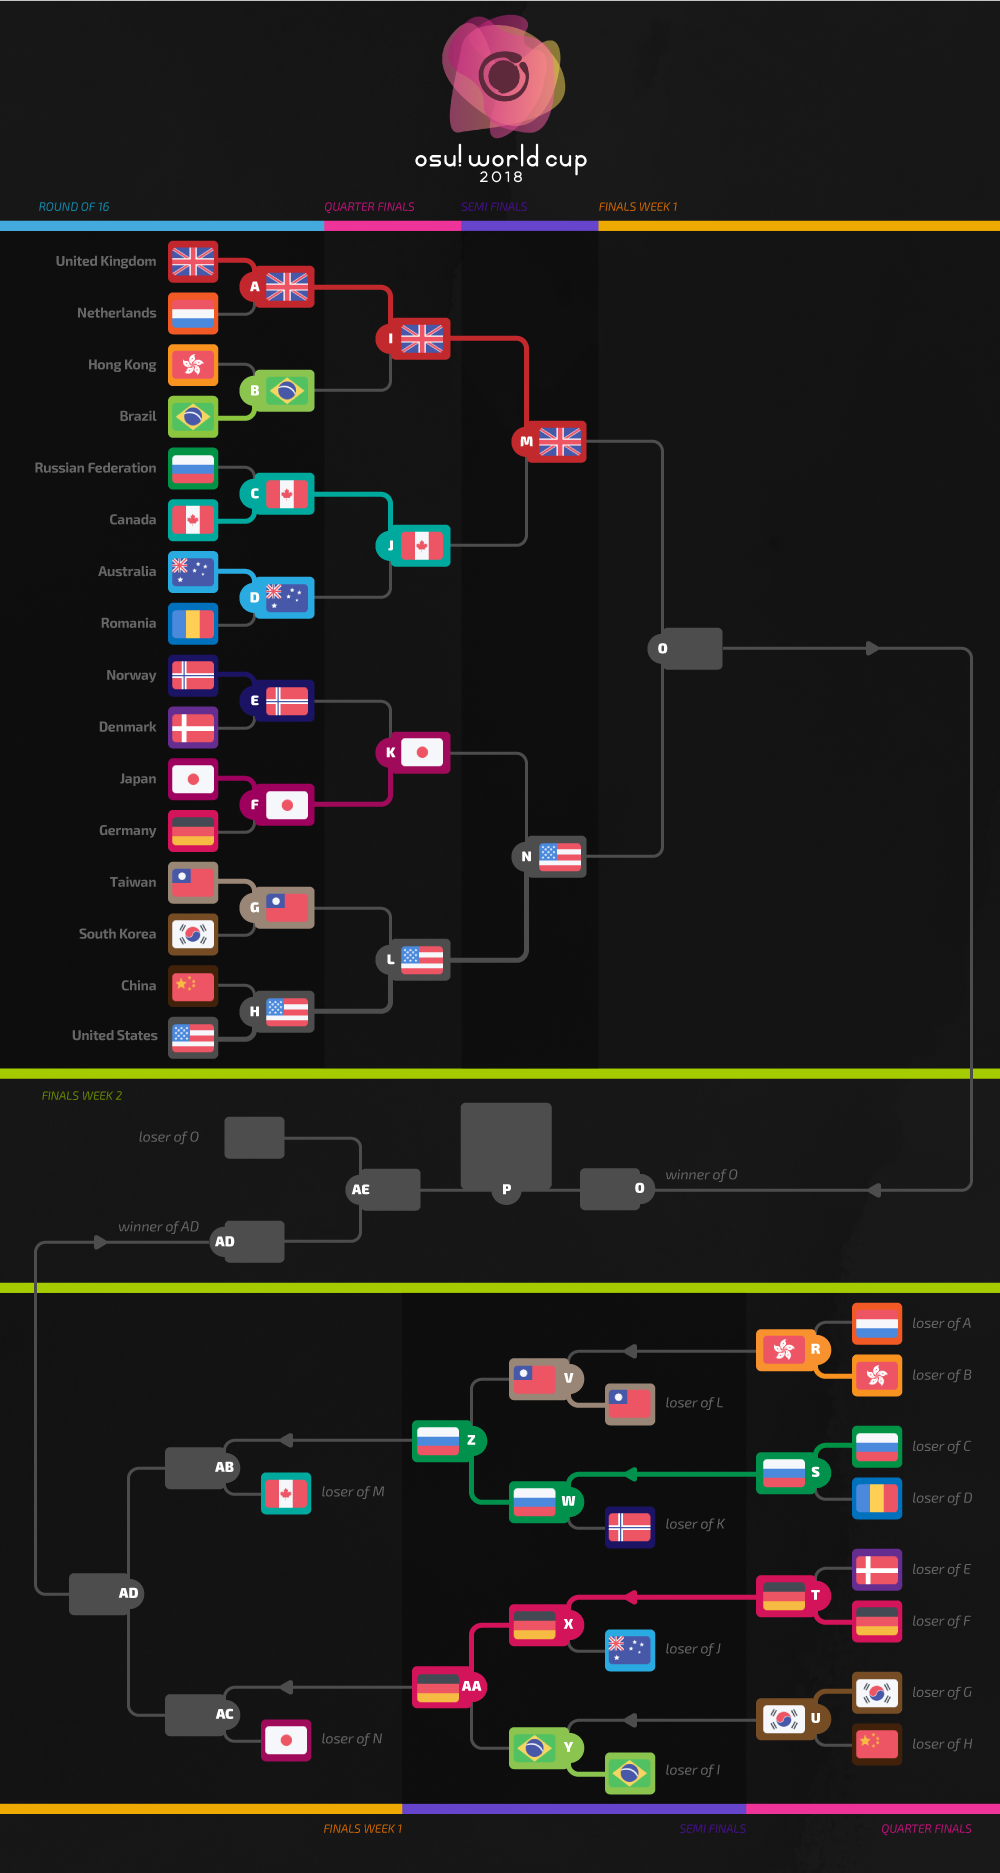 osu! world cup
2018
ROUND OF 16
QUARTER FINALS
SEMI FINALS
FINALS WEEK 1
United Kingdom
A
Netherlands
I
Hong Kong
B
Brazil
M
Russian Federation
C
Canada
J
Australia
D
Romania
O
Norway
E
Denmark
K
Japan
F
Germany
N
Taiwan
G
South Korea
L
China
H
United States
FINALS WEEK 2
loser of O
AE
P
O
winner of O
winner of AD
AD
loser of A
R
loser of B
V
loser of L
Z
loser of C
S
loser of D
W
loser of K
AB
loser of M
AD
loser of E
T
loser of F
X
loser of J
AA
loser of G
U
loser of H
Y
loser of I
AC
loser of N
FINALS WEEK 1
SEMI FINALS
QUARTER FINALS